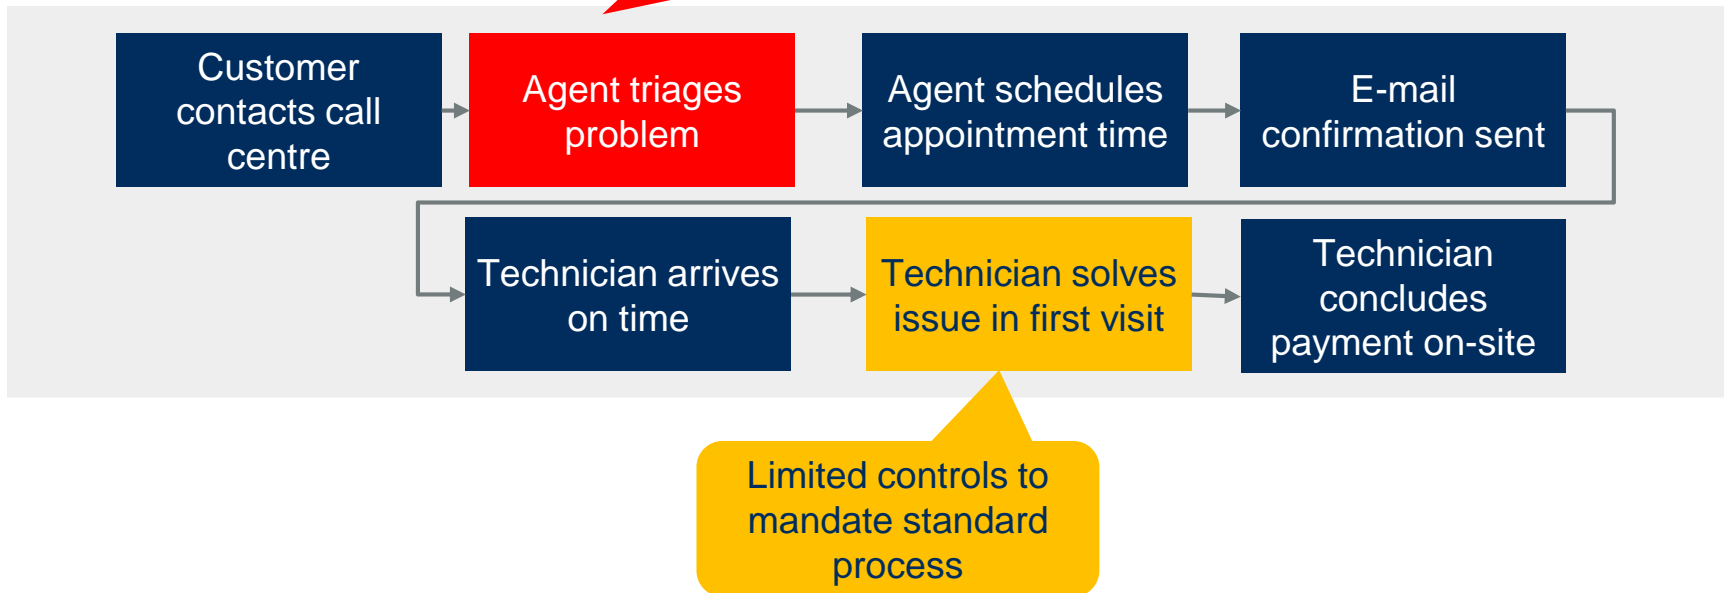 Customer
contacts call
centre
Agent triages
problem
Agent schedules
appointment time
E-mail
confirmation sent
Technician arrives
on time
Technician solves
issue in first visit
Technician
concludes
payment on-site
Limited controls to
mandate standard
process